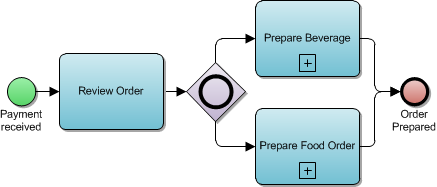 Payment
received
Review Order
Prepare Beverage
Prepare Food Order
Order
Prepared